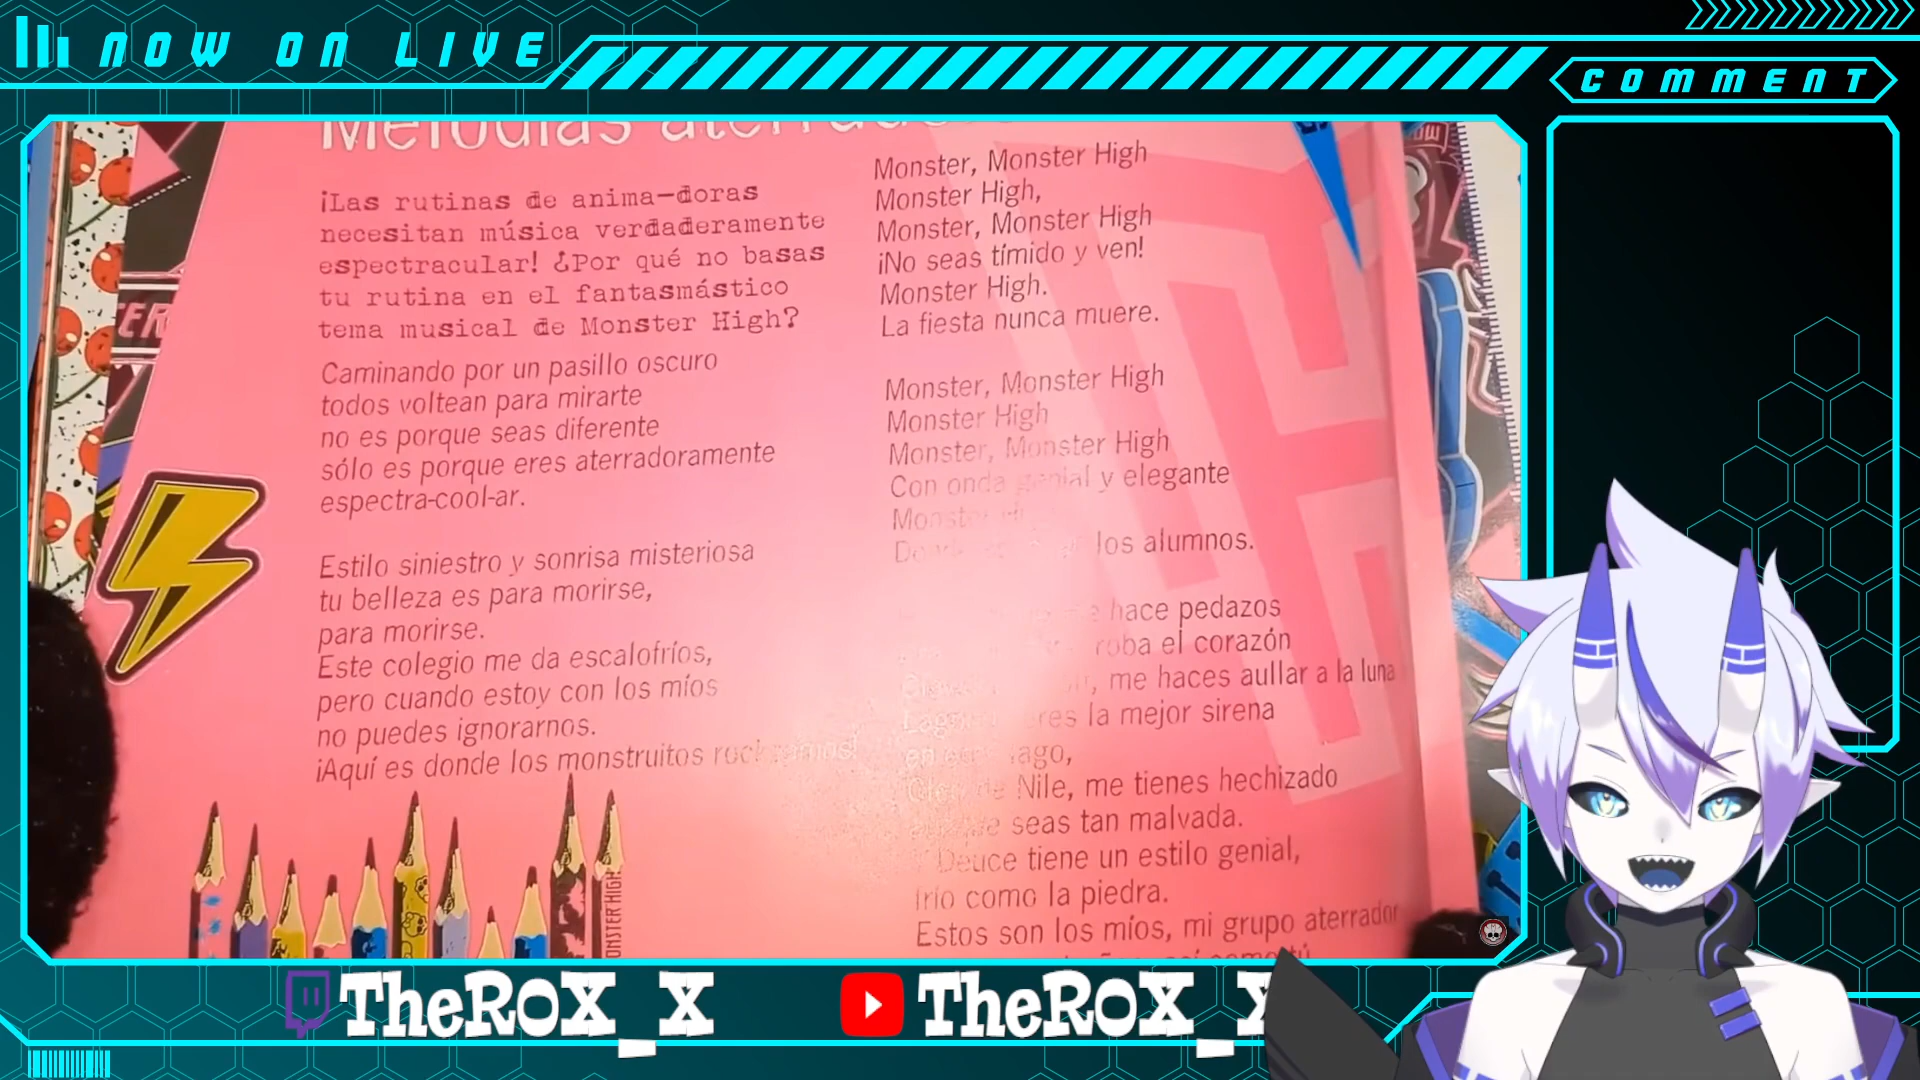 NOW ON LIVE
COMMENT
Melodías
¡Las rutinas de anima-doras
necesitan música verdaderamente
espectracular! ¿Por qué no basas
tu rutina en el fantasmástico
tema musical de Monster High?
Caminando por un pasillo oscuro
todos voltean para mirarte
no es porque seas diferente
sólo es porque eres aterradoramente
espectra-cool-ar.
Estilo siniestro y sonrisa misteriosa
tu belleza es para morirse,
para morirse.
Este colegio me da escalofríos,
pero cuando estoy con los míos
no puedes ignorarnos.
¡Aquí es donde los monstruitos
Monster, Monster High
Monster High,
Monster, Monster High
¡No seas tímido y ven!
Monster High.
La fiesta nunca muere.
Monster, Monster High
Monster High
Monster, Monster High
Con onda genial y elegante
los alumnos.
hace pedazos
roba el corazón
me haces aullar a la luna
eres la mejor sirena
lago,
de Nile, me tienes hechizado
seas tan malvada.
Deuce tiene un estilo genial,
frío como la piedra.
Estos son los míos, mi grupo aterrador
MONSTER HIGH
TheROX_X
TheROX_X